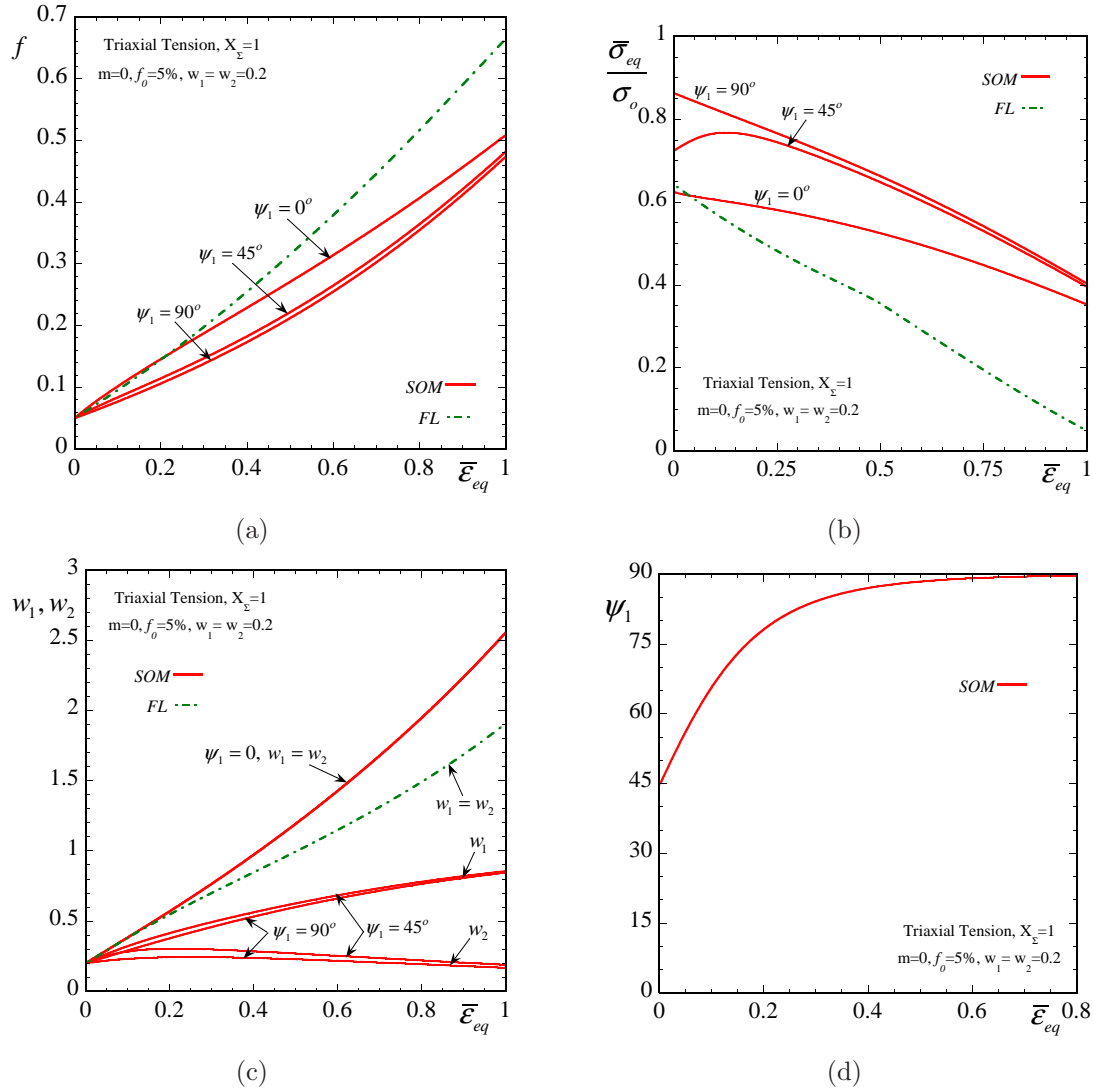 f
Triaxial Tension, X_Σ=1
m=0, f_0=5%, w_1= w_2=0.2
0.7
0.6
0.5
0.4
0.3
0.2
0.1
0
ψ_1 = 0°
ψ_1 = 45°
ψ_1 = 90°
SOM
FL
0 0.2 0.4 0.6 0.8 1
ε̅_eq
(a)
σ̅_eq
σ_o
1
0.8
0.6
0.4
0.2
0
ψ_1 = 90°
ψ_1 = 45°
SOM
FL
ψ_1 = 0°
Triaxial Tension, X_Σ=1
m=0, f_0=5%, w_1= w_2=0.2
0 0.25 0.5 0.75 1
ε̅_eq
(b)
w_1, w_2
3
2.5
2
1.5
1
0.5
0
Triaxial Tension, X_Σ=1
m=0, f_0=5%, w_1= w_2=0.2
SOM
FL
ψ_1 = 0, w_1 = w_2
w_1 = w_2
w_1
ψ_1 = 90°
ψ_1 = 45°
w_2
0 0.2 0.4 0.6 0.8 1
ε̅_eq
(c)
ψ_1
90
75
60
45
30
15
0
SOM
Triaxial Tension, X_Σ=1
m=0, f_0=5%, w_1= w_2=0.2
0 0.2 0.4 0.6 0.8
ε̅_eq
(d)